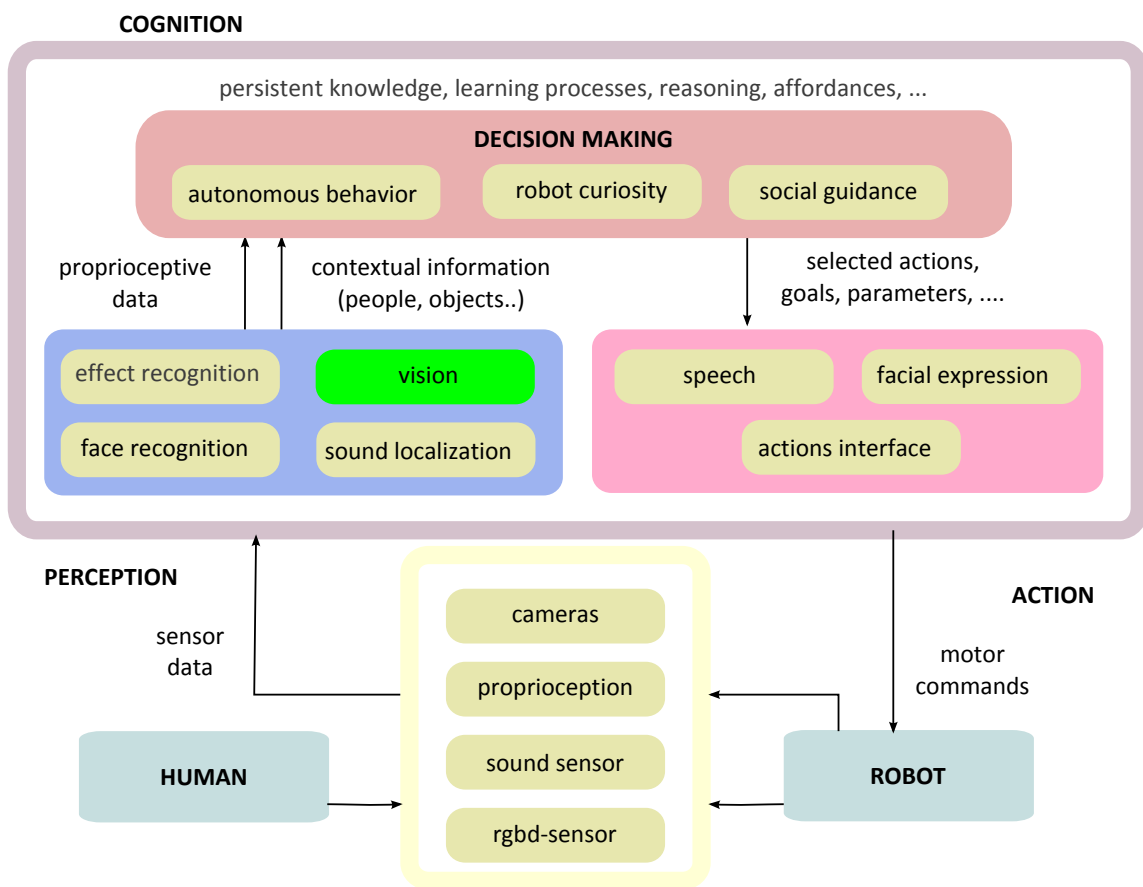 COGNITION
persistent knowledge, learning processes, reasoning, affordances, ...
DECISION MAKING
autonomous behavior
robot curiosity
social guidance
proprioceptive
data
contextual information
(people, objects..)
selected actions,
goals, parameters, ....
effect recognition
vision
face recognition
sound localization
speech
facial expression
actions interface
PERCEPTION
sensor
data
cameras
proprioception
sound sensor
rgbd-sensor
ACTION
motor
commands
HUMAN
ROBOT